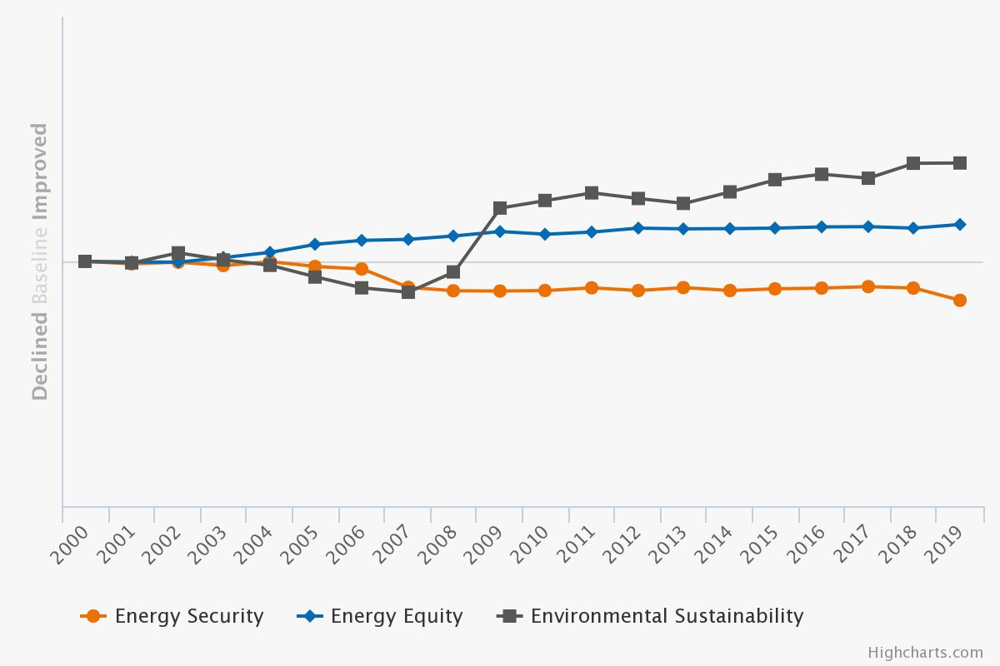 Declined Baseline Improved
2000 2001 2002 2003 2004 2005 2006 2007 2008 2009 2010 2011 2012 2013 2014 2015 2016 2017 2018 2019
Energy Security Energy Equity Environmental Sustainability
Highcharts.com